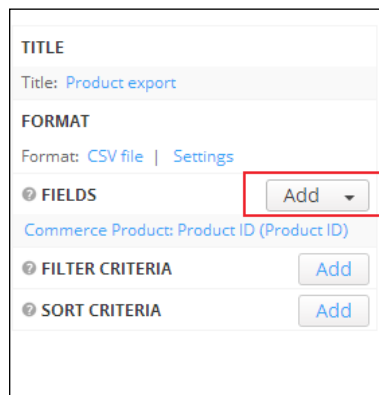 TITLE
Title: Product export
FORMAT
Format: CSV file | Settings
FIELDS Add
Commerce Product: Product ID (Product ID)
FILTER CRITERIA Add
SORT CRITERIA Add